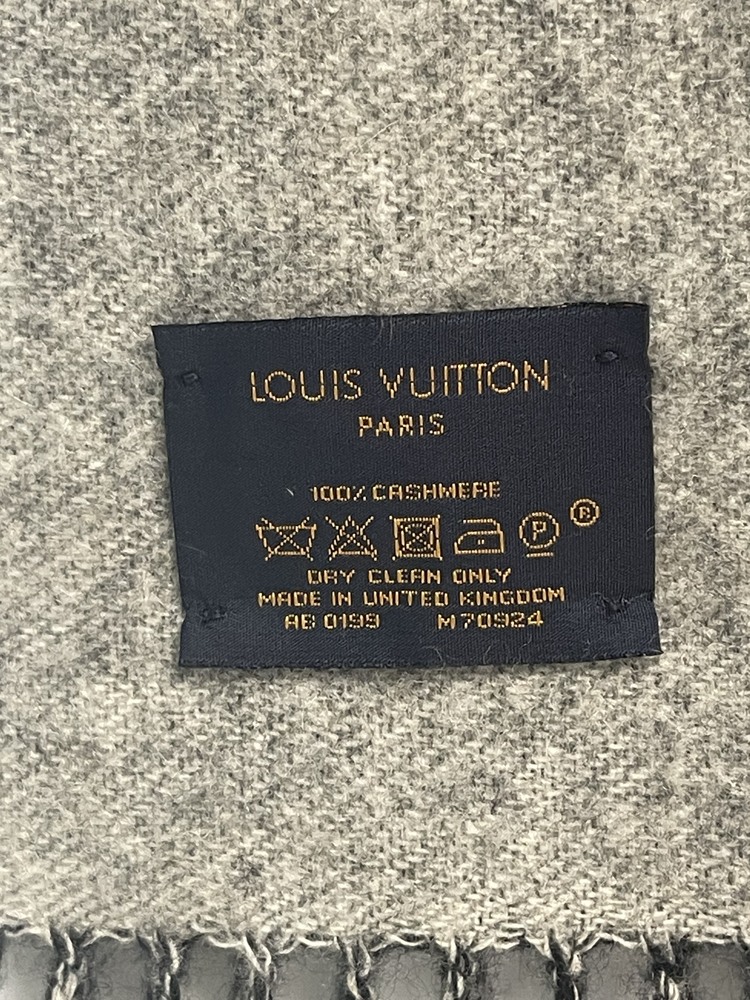 LOUIS VUITTON
PARIS
100% CASHMERE
P ®
DRY CLEAN ONLY
MADE IN UNITED KINGDOM
AB 0199 M70924